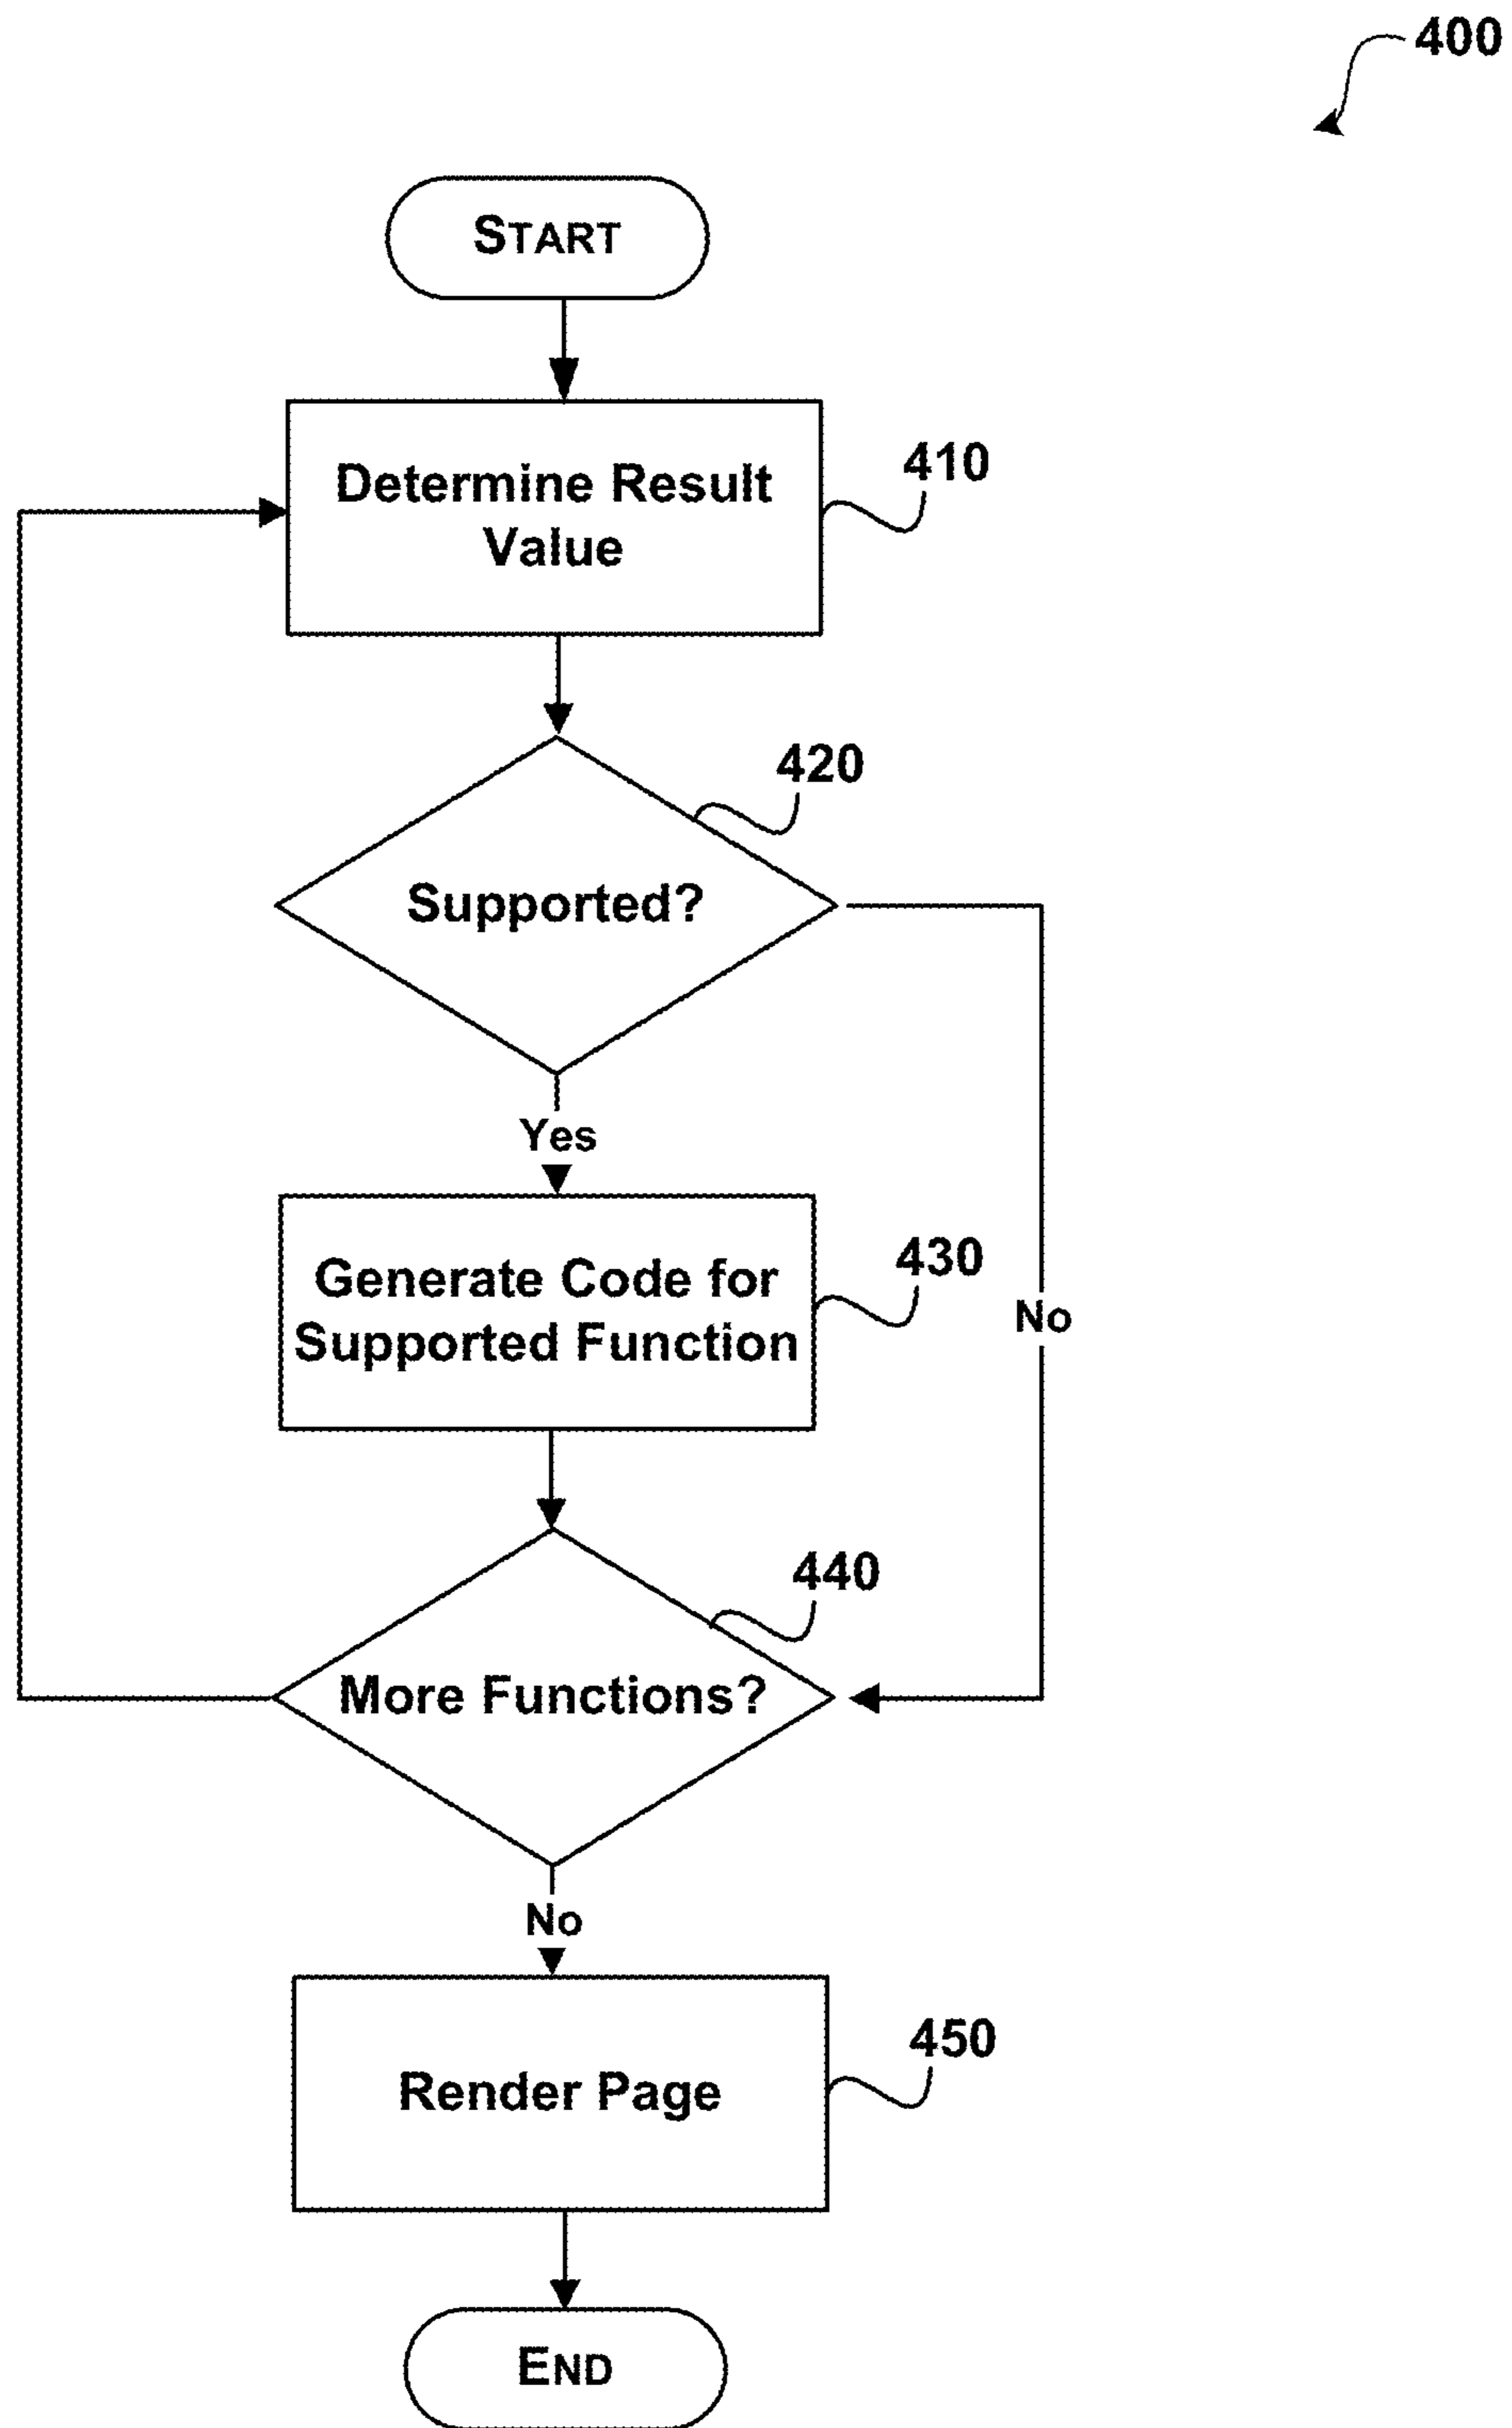 400
START
Determine Result
Value
410
Supported?
420
Yes
Generate Code for
Supported Function
430
No
More Functions?
440
No
Render Page
450
END